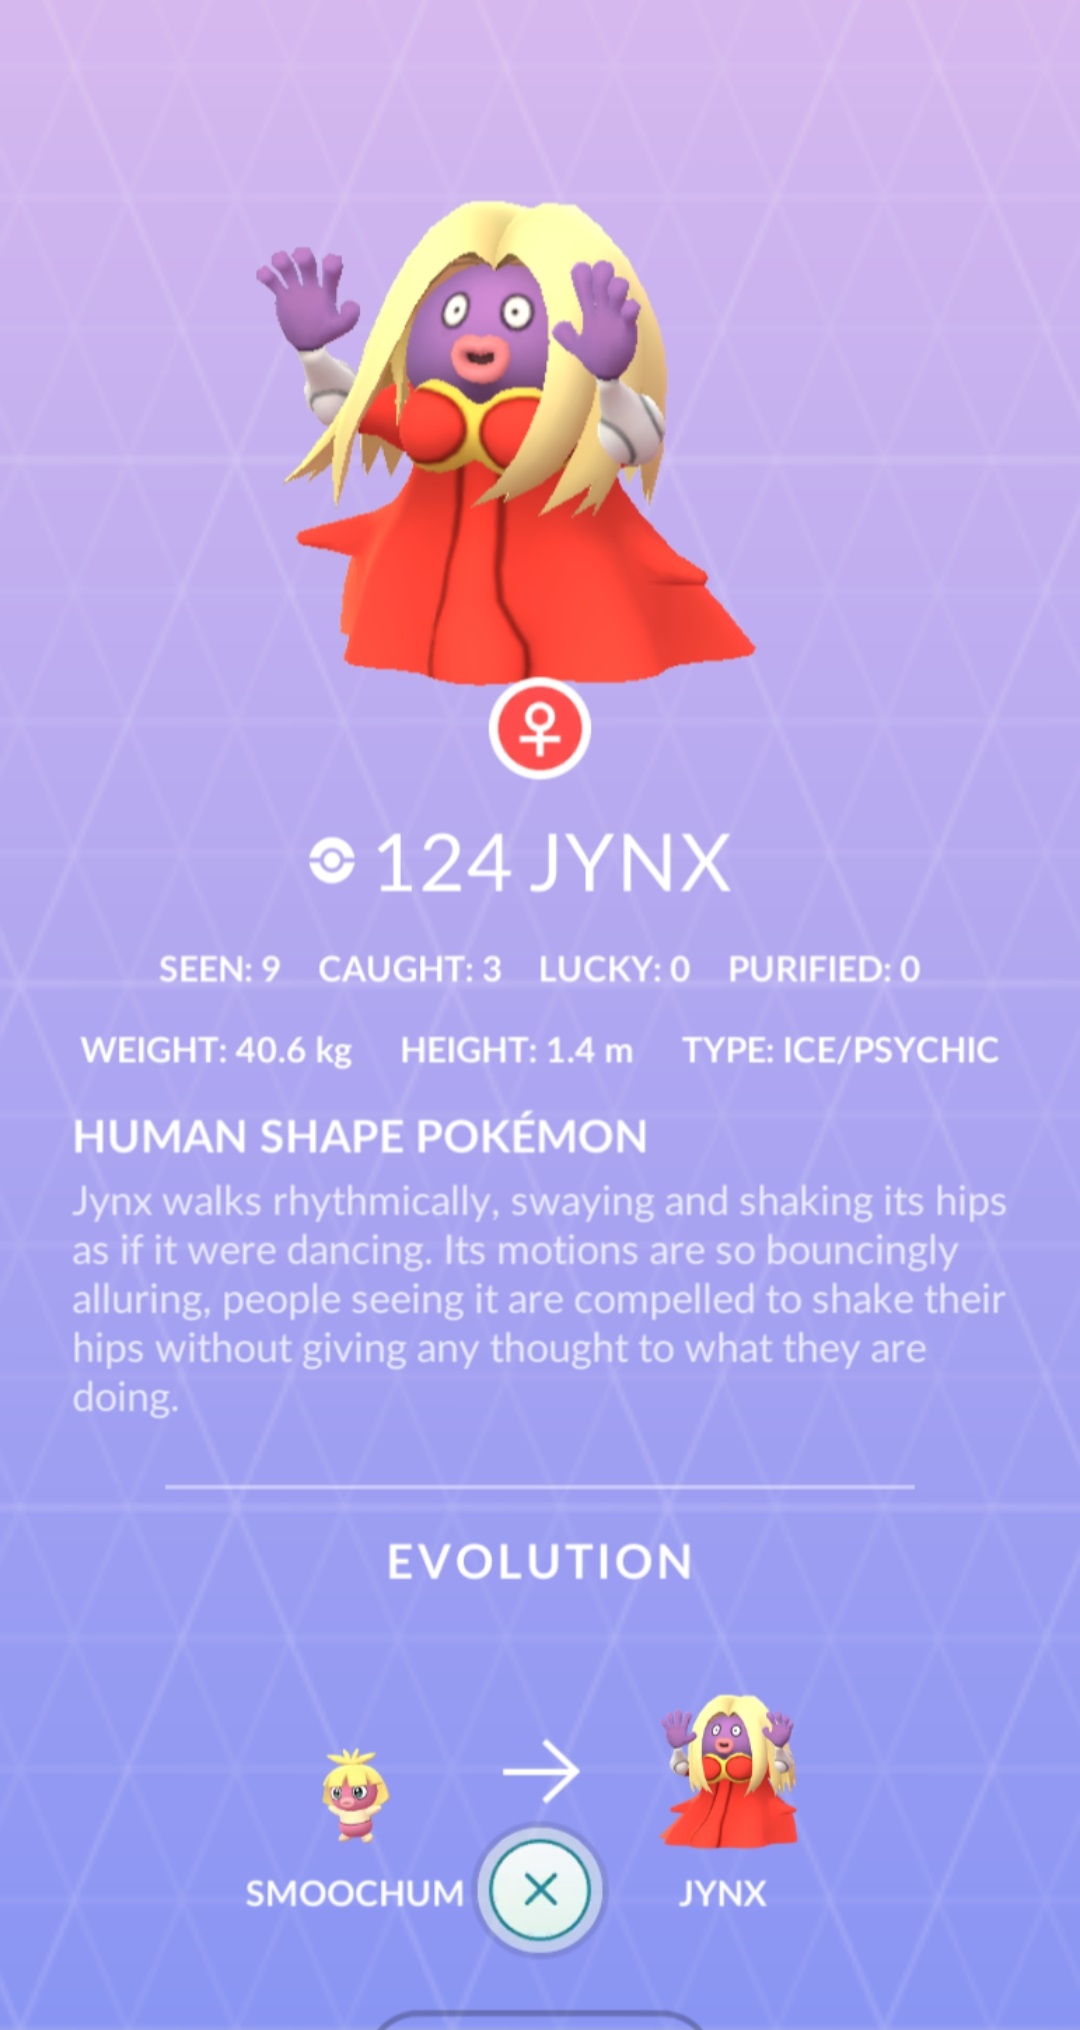 124 JYNX
SEEN: 9 CAUGHT: 3 LUCKY: 0 PURIFIED: 0
WEIGHT: 40.6 kg HEIGHT: 1.4 m TYPE: ICE/PSYCHIC
HUMAN SHAPE POKÉMON
Jynx walks rhythmically, swaying and shaking its hips
as if it were dancing. Its motions are so bouncingly
alluring, people seeing it are compelled to shake their
hips without giving any thought to what they are
doing.
EVOLUTION
SMOOCHUM JYNX